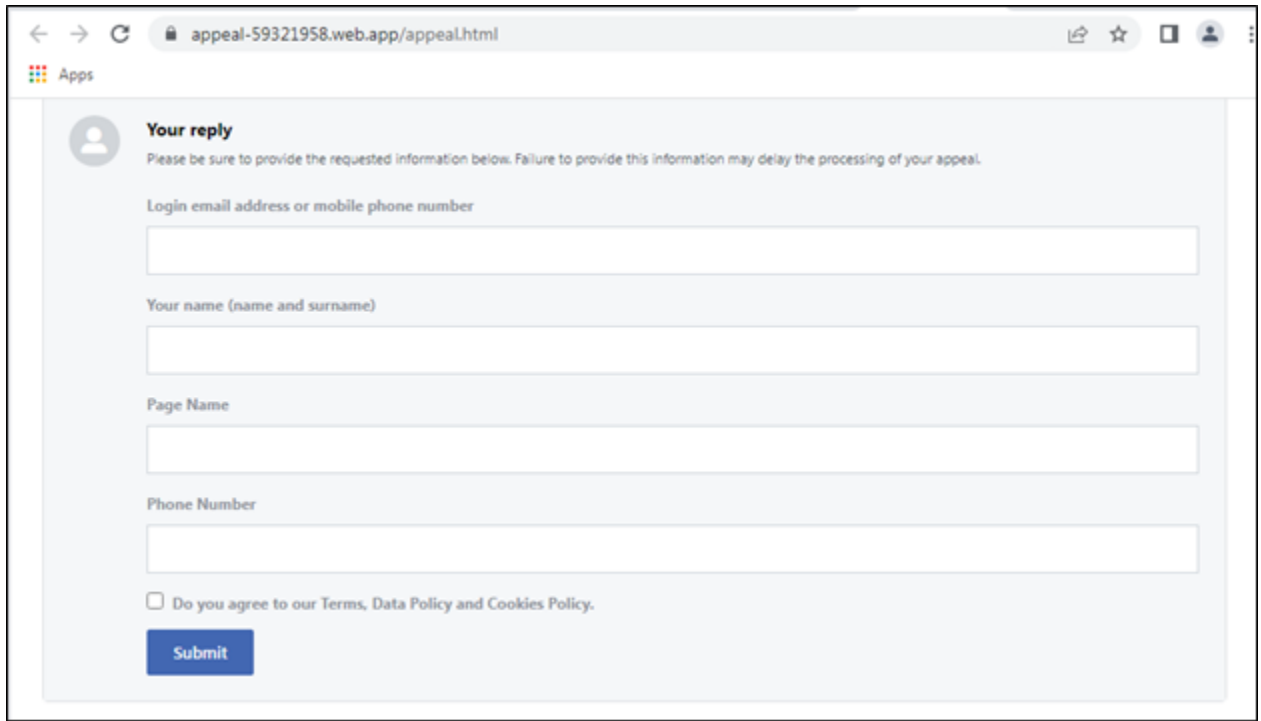 appeal-59321958.web.app/appeal.html
Apps
Your reply
Please be sure to provide the requested information below. Failure to provide this information may delay the processing of your appeal.
Login email address or mobile phone number
Your name (name and surname)
Page Name
Phone Number
Do you agree to our Terms, Data Policy and Cookies Policy.
Submit